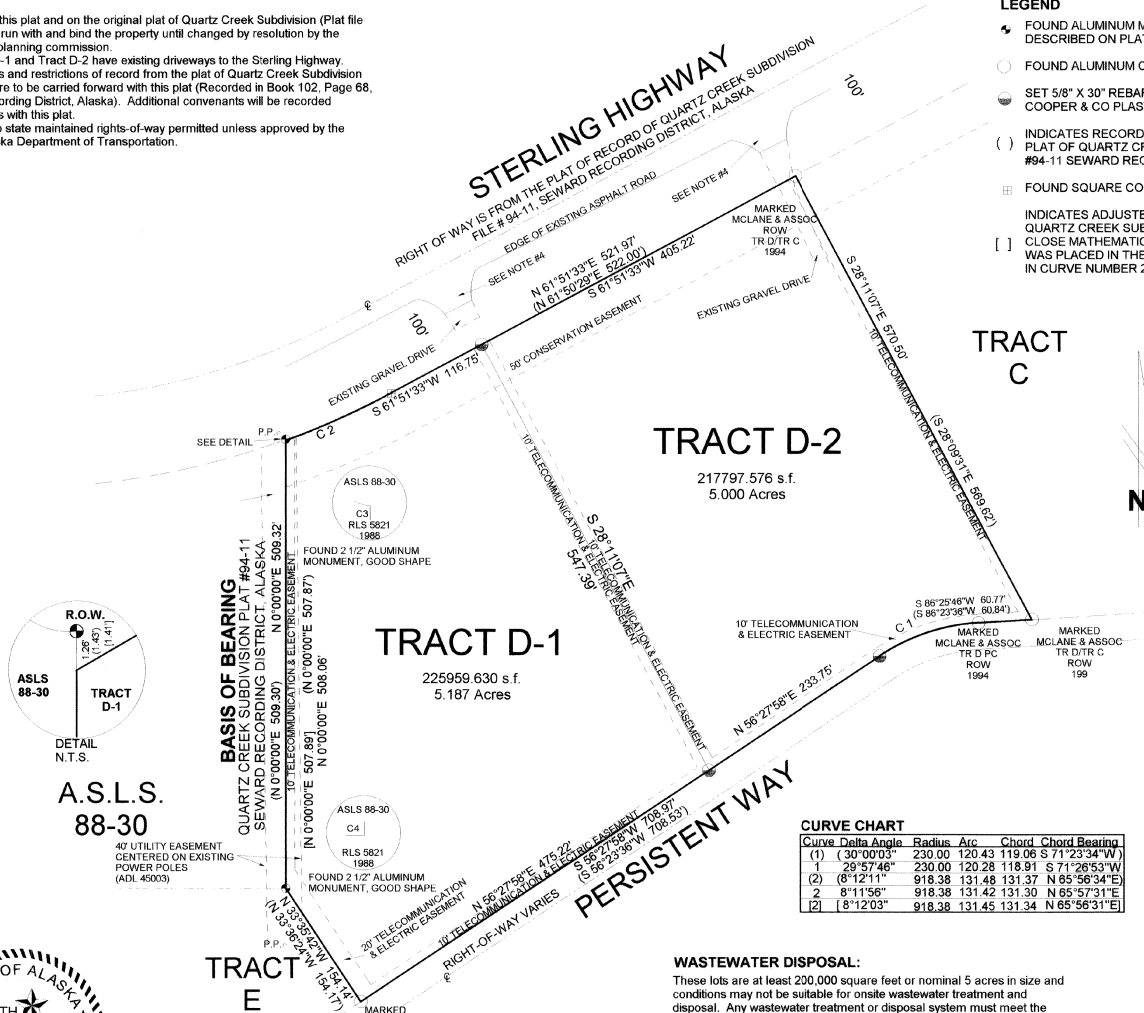 this plat and on the original plat of Quartz Creek Subdivision (Plat file
run with and bind the property until changed by resolution by the
planning commission.
-1 and Tract D-2 have existing driveways to the Sterling Highway.
s and restrictions of record from the plat of Quartz Creek Subdivision
re to be carried forward with this plat (Recorded in Book 102, Page 68,
ording District, Alaska). Additional convenants will be recorded
s with this plat.
state maintained rights-of-way permitted unless approved by the
ka Department of Transportation.
LEGEND
FOUND ALUMINUM M
DESCRIBED ON PLAT
FOUND ALUMINUM C
SET 5/8" X 30" REBAR
COOPER & CO PLAS
( ) INDICATES RECORD
PLAT OF QUARTZ CR
#94-11 SEWARD REC
FOUND SQUARE CO
INDICATES ADJUSTE
QUARTZ CREEK SUB
[ ] CLOSE MATHEMATIC
WAS PLACED IN THE
IN CURVE NUMBER 2
STERLING HIGHWAY
RIGHT OF WAY IS FROM THE PLAT OF RECORD OF QUARTZ CREEK SUBDIVISION
FILE # 94-11, SEWARD RECORDING DISTRICT, ALASKA
100'
EDGE OF EXISTING ASPHALT ROAD
SEE NOTE #4
SEE NOTE #4
100'
N 61°51'33"E 521.97'
(N 61°50'29"E 522.00')
S 61°51'33"W 405.22'
MARKED
MCLANE & ASSOC
ROW
TR D/TR C
1994
50' CONSERVATION EASEMENT
EXISTING GRAVEL DRIVE
EXISTING GRAVEL DRIVE
S 61°51'33"W 116.75'
C 2
P.P.
SEE DETAIL
S 28°11'07"E 570.50'
10' TELECOMMUNICATION & ELECTRIC EASEMENT
(S 28°09'31"E 569.62')
TRACT
C
N
TRACT D-2
217797.576 s.f.
5.000 Acres
ASLS 88-30
C3
RLS 5821
1988
FOUND 2 1/2" ALUMINUM
MONUMENT, GOOD SHAPE
10' TELECOMMUNICATION & ELECTRIC EASEMENT
S 28°11'07"E
547.39'
10' TELECOMMUNICATION & ELECTRIC EASEMENT
BASIS OF BEARING
QUARTZ CREEK SUBDIVISION PLAT #94-11
SEWARD RECORDING DISTRICT, ALASKA
N 0°00'00"E 509.32'
(N 0°00'00"E 509.30')
10' TELECOMMUNICATION & ELECTRIC EASEMENT
(N 0°00'00"E 507.87')
[N 0°00'00"E 507.89']
N 0°00'00"E 508.06'
TRACT D-1
225959.630 s.f.
5.187 Acres
R.O.W.
1.26'
(1.43')
[1.41']
ASLS
88-30
TRACT
D-1
DETAIL
N.T.S.
A.S.L.S.
88-30
S 86°25'46"W 60.77'
(S 86°23'36"W 60.84')
10' TELECOMMUNICATION
& ELECTRIC EASEMENT
C 1
MARKED
MCLANE & ASSOC
TR D PC
ROW
1994
MARKED
MCLANE & ASSOC
TR D/TR C
ROW
199
N 56°27'58"E 233.75'
ASLS 88-30
C4
RLS 5821
1988
FOUND 2 1/2" ALUMINUM
MONUMENT, GOOD SHAPE
40' UTILITY EASEMENT
CENTERED ON EXISTING
POWER POLES
(ADL 45003)
N 56°27'58"E 475.22'
10' TELECOMMUNICATION & ELECTRIC EASEMENT
S 56°27'58"W 708.97'
(S 56°23'36"W 708.53')
PERSISTENT WAY
RIGHT-OF-WAY VARIES
20' TELECOMMUNICATION
& ELECTRIC EASEMENT
N 33°35'42"W 154.14'
(N 33°36'24"W 154.17')
P.P.
TRACT
E
MARKED
CURVE CHART
Curve Delta Angle Radius Arc Chord Chord Bearing
(1) (30°00'03" 230.00 120.43 119.06 S 71°23'34"W)
1 29°57'46" 230.00 120.28 118.91 S 71°26'53"W
(2) (8°12'11" 918.38 131.48 131.37 N 65°56'34"E)
2 8°11'56" 918.38 131.42 131.30 N 65°57'31"E
[2] [8°12'03" 918.38 131.45 131.34 N 65°56'31"E]
WASTEWATER DISPOSAL:
These lots are at least 200,000 square feet or nominal 5 acres in size and
conditions may not be suitable for onsite wastewater treatment and
disposal. Any wastewater treatment or disposal system must meet the
OF ALASKA
TH